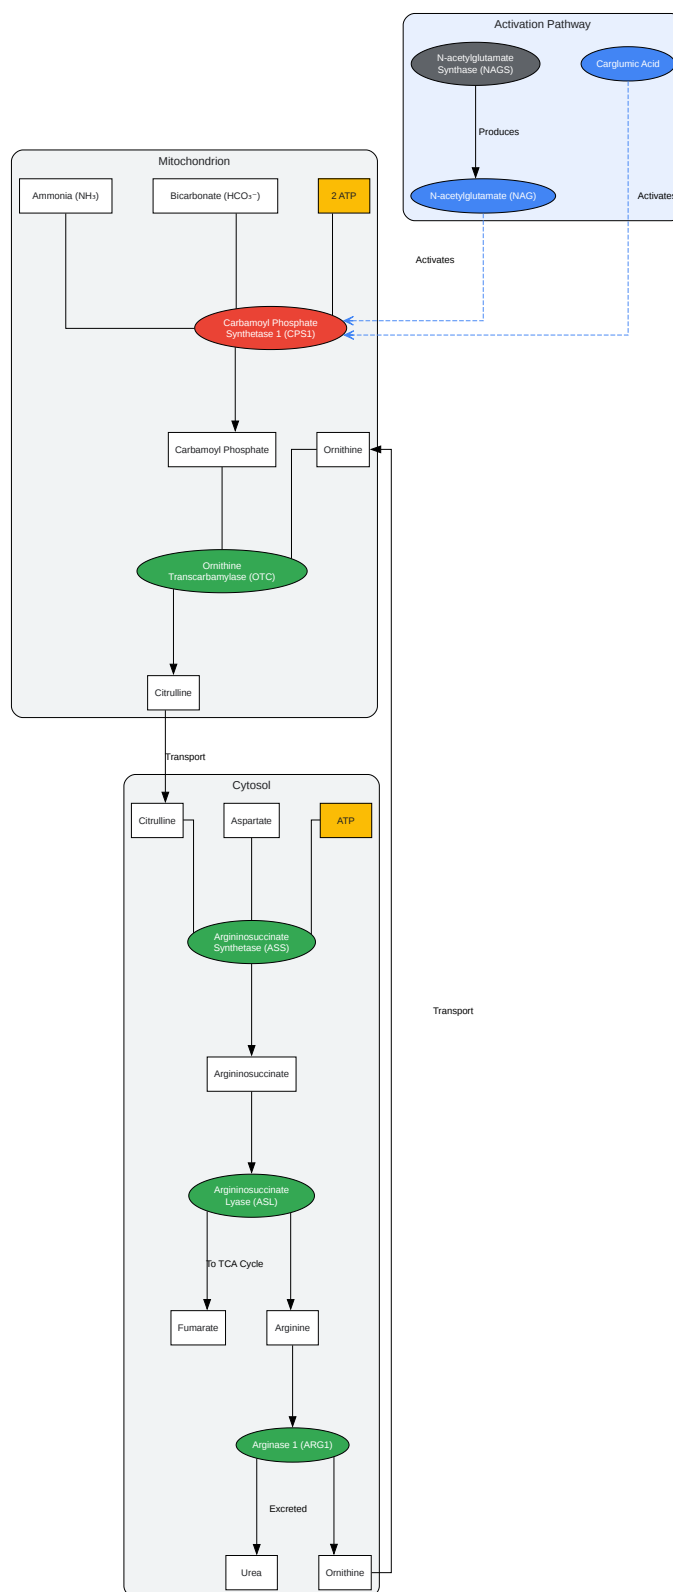 Activation Pathway
N-acetylglutamate
Synthase (NAGS)
Carglumic Acid
Produces
N-acetylglutamate (NAG)
Activates
Activates
Mitochondrion
Ammonia (NH₃)
Bicarbonate (HCO₃⁻)
2 ATP
Carbamoyl Phosphate
Synthetase 1 (CPS1)
Carbamoyl Phosphate
Ornithine
Ornithine
Transcarbamylase (OTC)
Citrulline
Transport
Cytosol
Citrulline
Aspartate
ATP
Argininosuccinate
Synthetase (ASS)
Transport
Argininosuccinate
Argininosuccinate
Lyase (ASL)
To TCA Cycle
Fumarate
Arginine
Arginase 1 (ARG1)
Excreted
Urea
Ornithine